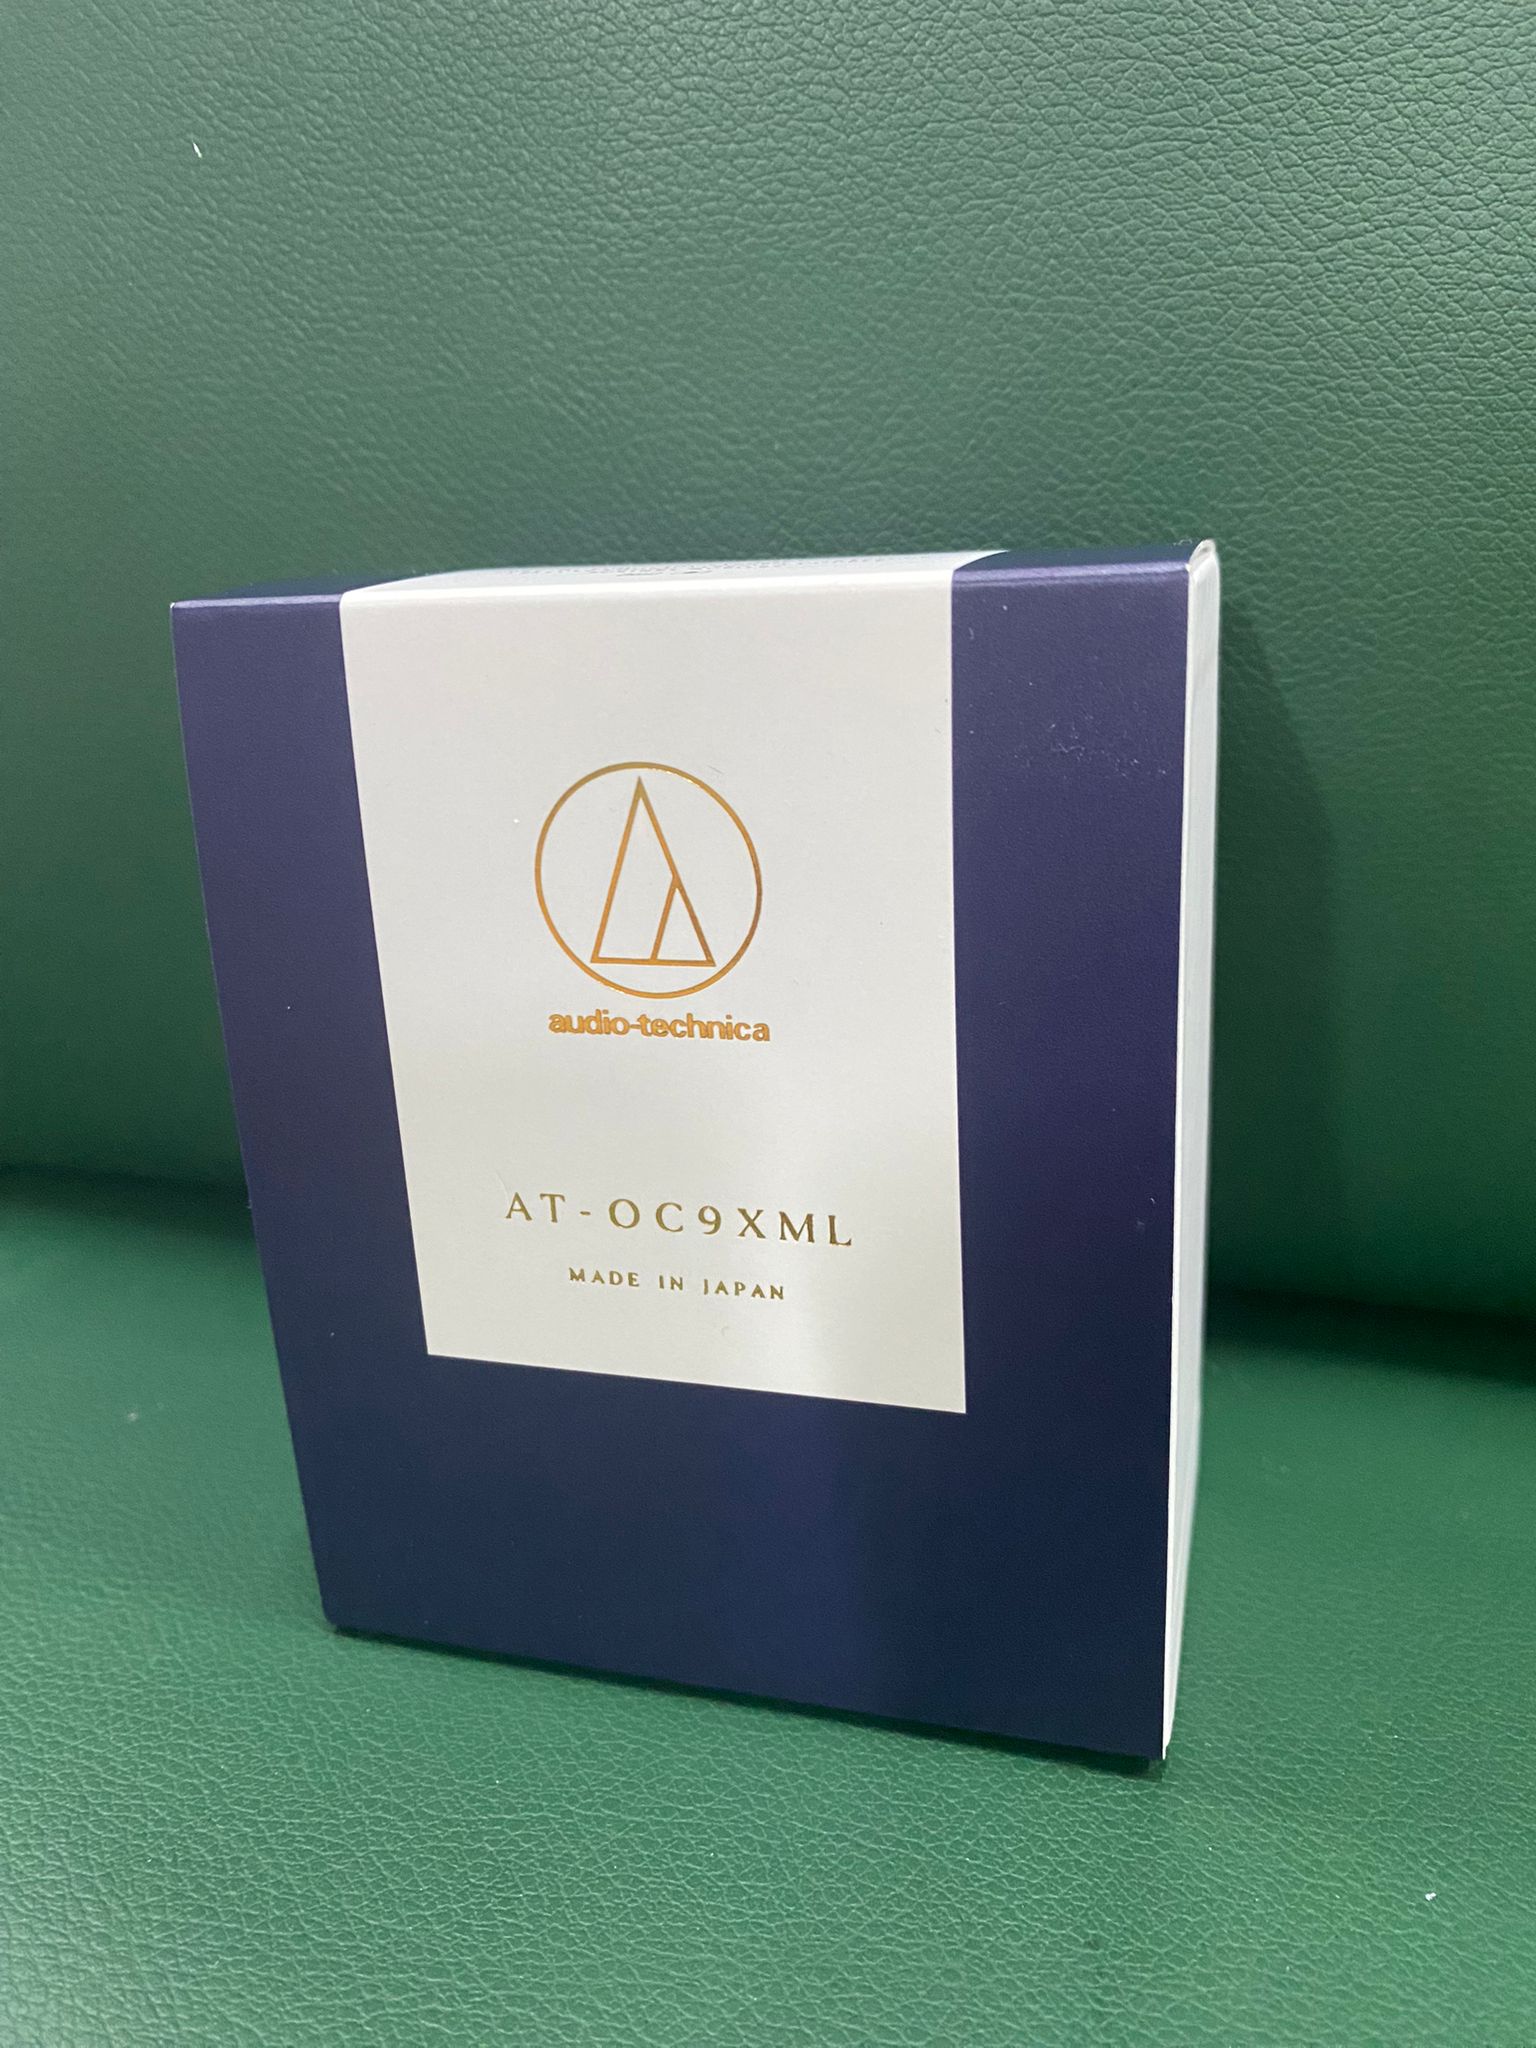 audio-technica
AT-OC9XML
MADE IN JAPAN